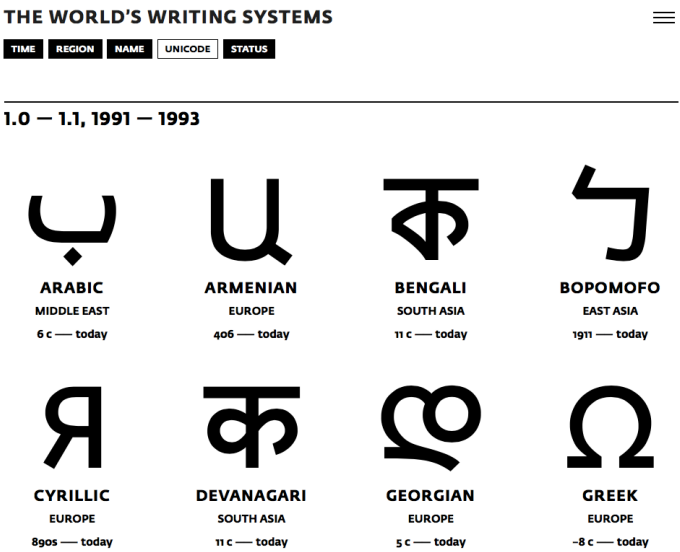 THE WORLD'S WRITING SYSTEMS
TIME REGION NAME UNICODE STATUS
1.0 — 1.1, 1991 — 1993
ب Ա ক ㄅ
ARABIC ARMENIAN BENGALI BOPOMOFO
MIDDLE EAST EUROPE SOUTH ASIA EAST ASIA
6 c — today 406 — today 11 c — today 1911 — today
Я क დ Ω
CYRILLIC DEVANAGARI GEORGIAN GREEK
EUROPE SOUTH ASIA EUROPE EUROPE
890s — today 11 c — today 5 c — today –8 c — today